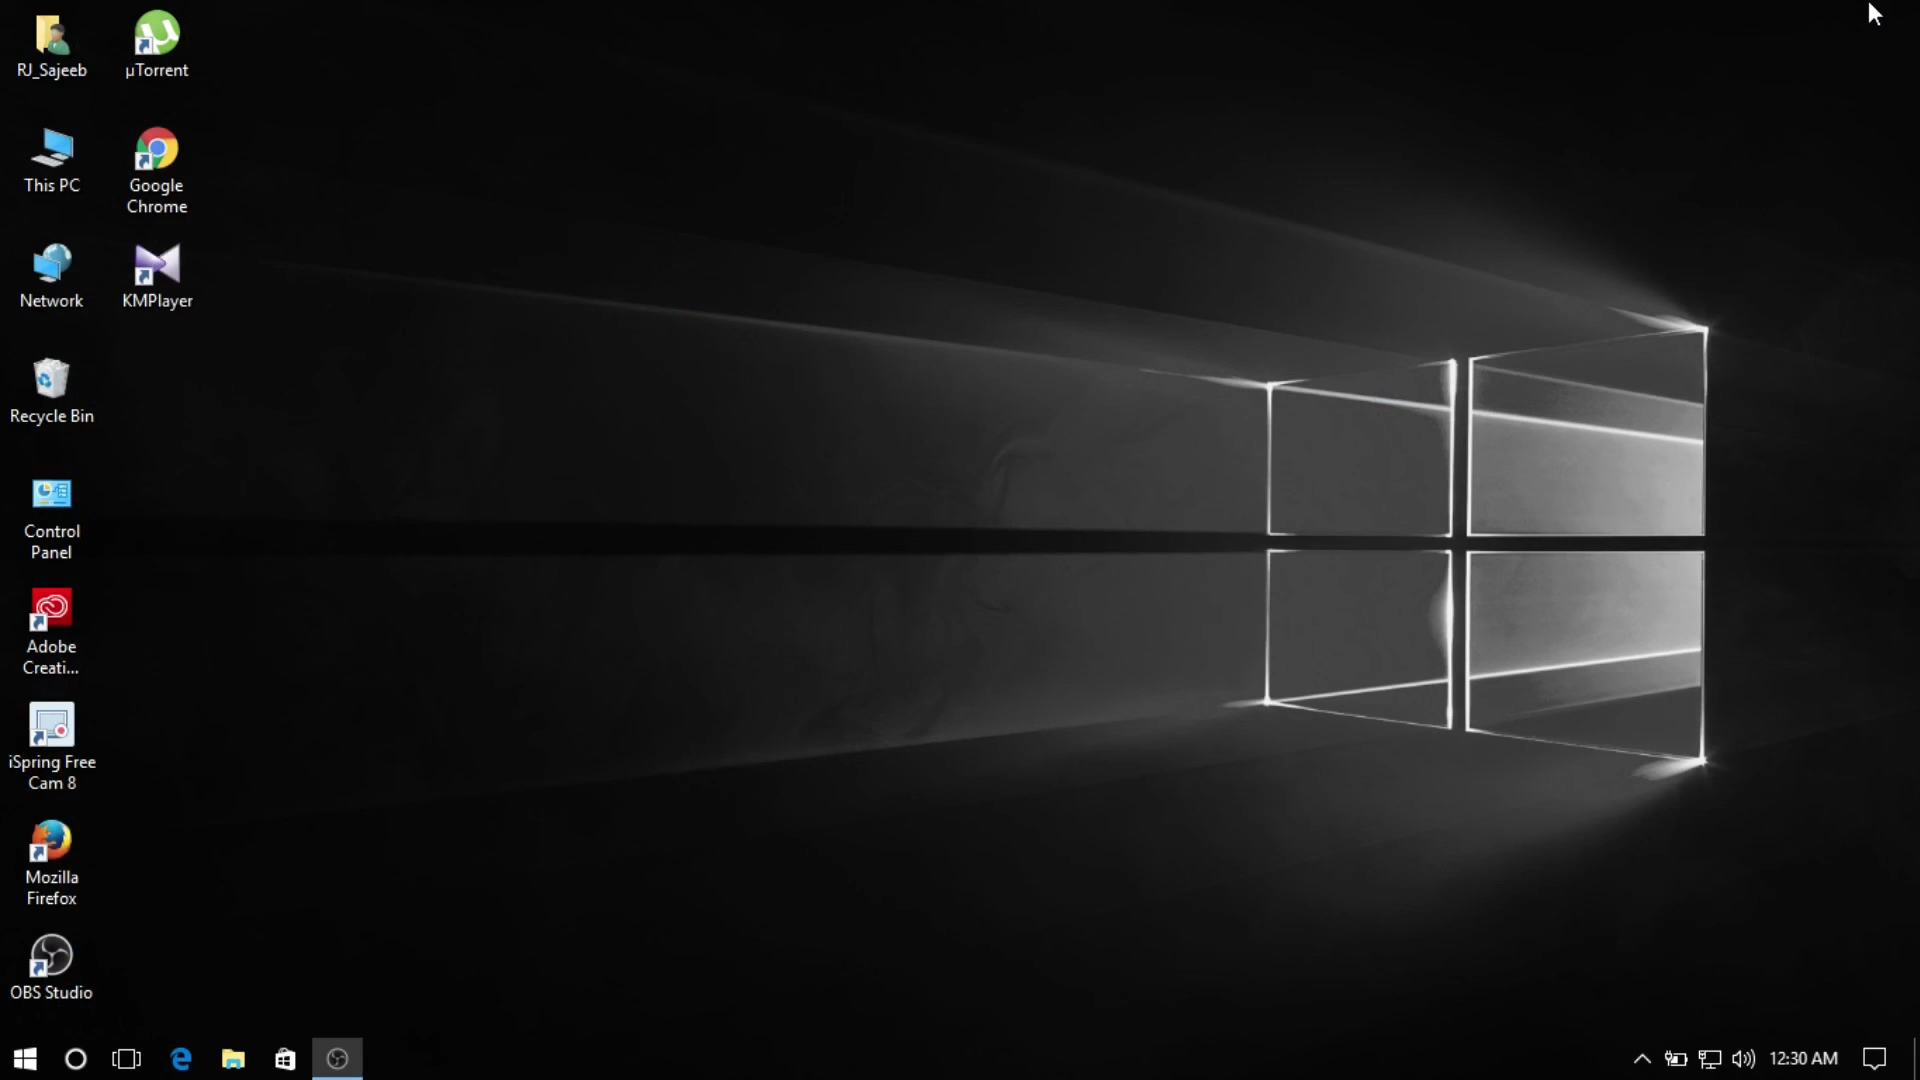 RJ_Sajeeb
µTorrent
This PC
Google
Chrome
Network
KMPlayer
Recycle Bin
Control
Panel
Adobe
Creati...
iSpring Free
Cam 8
Mozilla
Firefox
OBS Studio
12:30 AM